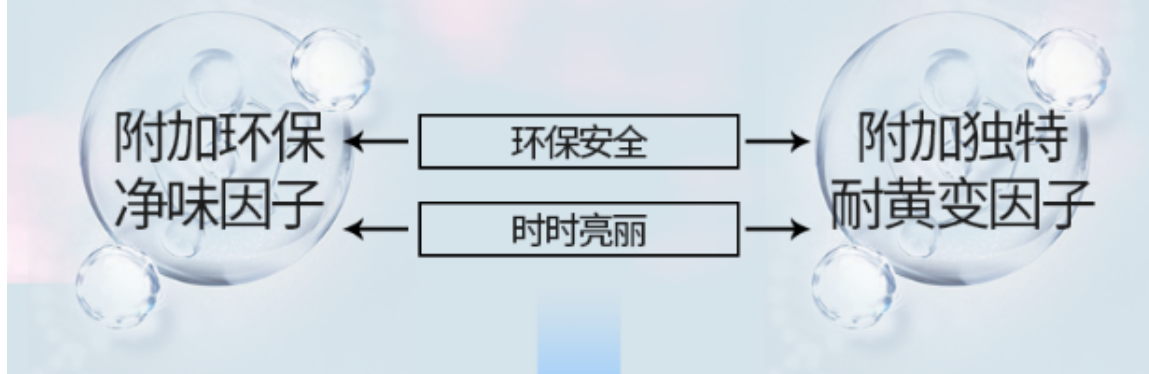 附加环保
净味因子
环保安全
时时亮丽
附加独特
耐黄变因子